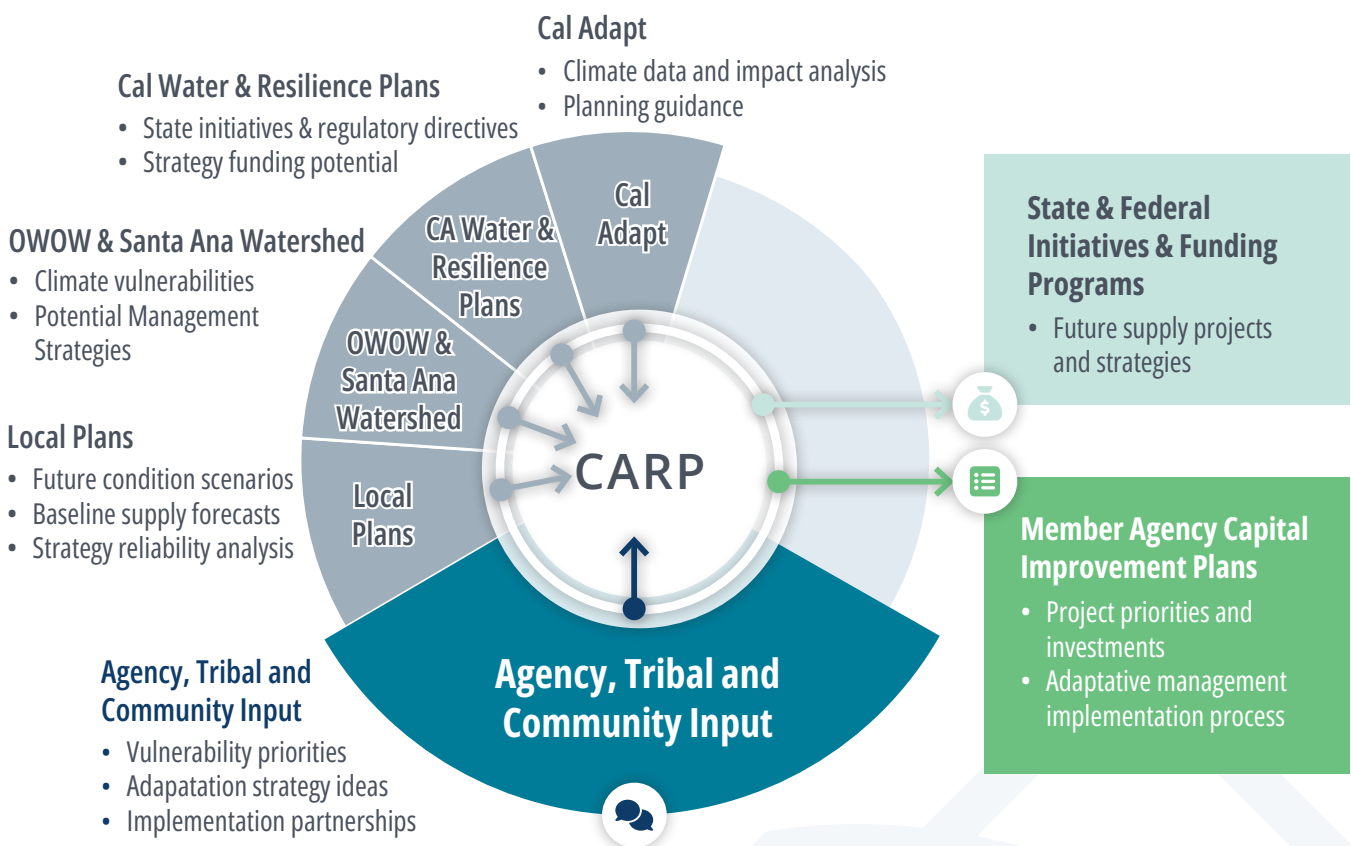 Cal Adapt
• Climate data and impact analysis
• Planning guidance
Cal Water & Resilience Plans
• State initiatives & regulatory directives
• Strategy funding potential
OWOW & Santa Ana Watershed
• Climate vulnerabilities
• Potential Management
Strategies
Local Plans
• Future condition scenarios
• Baseline supply forecasts
• Strategy reliability analysis
Agency, Tribal and
Community Input
• Vulnerability priorities
• Adapatation strategy ideas
• Implementation partnerships
Cal
Adapt
CA Water &
Resilience
Plans
OWOW &
Santa Ana
Watershed
Local
Plans
CARP
Agency, Tribal and
Community Input
$
State & Federal
Initiatives & Funding
Programs
• Future supply projects
and strategies
Member Agency Capital
Improvement Plans
• Project priorities and
investments
• Adaptative management
implementation process